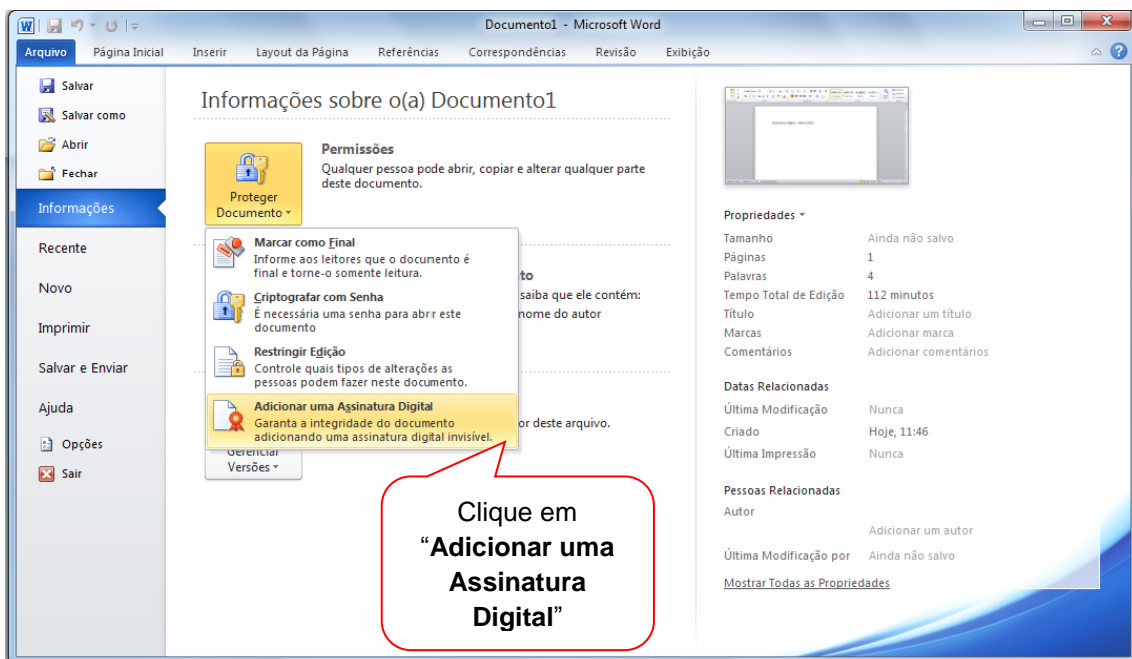 Documento1 - Microsoft Word
Arquivo Página Inicial Inserir Layout da Página Referências Correspondências Revisão Exibição
Salvar
Salvar como
Abrir
Fechar
Informações
Recente
Novo
Imprimir
Salvar e Enviar
Ajuda
Opções
Sair
Informações sobre o(a) Documento1
Proteger
Documento
Permissões
Qualquer pessoa pode abrir, copiar e alterar qualquer parte
deste documento.
Marcar como Final
Informe aos leitores que o documento é
final e torne-o somente leitura.
Criptografar com Senha
É necessária uma senha para abrir este
documento
Restringir Edição
Controle quais tipos de alterações as
pessoas podem fazer neste documento.
Adicionar uma Assinatura Digital
Garanta a integridade do documento
adicionando uma assinatura digital invisível.
to
saiba que ele contém:
nome do autor
or deste arquivo.
Gerenciar
Versões
Clique em
“Adicionar uma
Assinatura
Digital”
Propriedades
Tamanho Ainda não salvo
Páginas 1
Palavras 4
Tempo Total de Edição 112 minutos
Título Adicionar um título
Marcas Adicionar marca
Comentários Adicionar comentários
Datas Relacionadas
Última Modificação Nunca
Criado Hoje, 11:46
Última Impressão Nunca
Pessoas Relacionadas
Autor
Adicionar um autor
Última Modificação por Ainda não salvo
Mostrar Todas as Propriedades